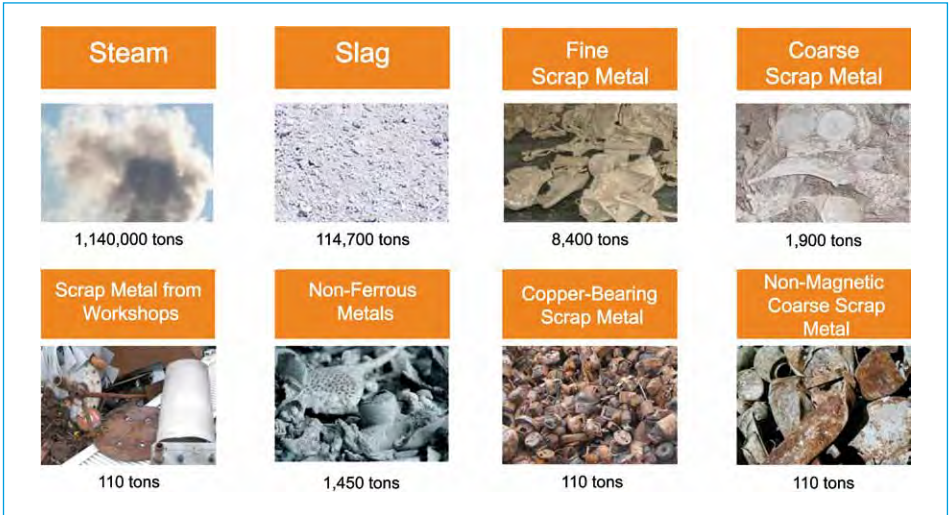 Steam
Slag
Fine
Scrap Metal
Coarse
Scrap Metal
1,140,000 tons
114,700 tons
8,400 tons
1,900 tons
Scrap Metal from
Workshops
Non-Ferrous
Metals
Copper-Bearing
Scrap Metal
Non-Magnetic
Coarse Scrap
Metal
110 tons
1,450 tons
110 tons
110 tons